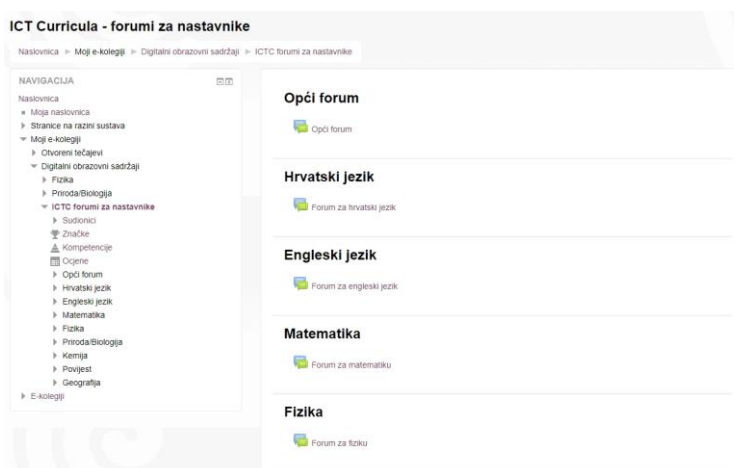 ICT Curricula - forumi za nastavnike
Naslovnica ► Moji e-kolegiji ► Digitalni obrazovni sadržaji ► ICTC forumi za nastavnike
NAVIGACIJA
Naslovnica
Moja naslovnica
Stranice na razini sustava
Moji e-kolegiji
Otvoreni tečajevi
Digitalni obrazovni sadržaji
Fizika
Priroda/Biologija
ICTC forumi za nastavnike
Sudionici
Značke
Kompetencije
Ocjene
Opći forum
Hrvatski jezik
Engleski jezik
Matematika
Fizika
Priroda/Biologija
Kemija
Povijest
Geografija
E-kolegiji
Opći forum
Opći forum
Hrvatski jezik
Forum za hrvatski jezik
Engleski jezik
Forum za engleski jezik
Matematika
Forum za matematiku
Fizika
Forum za fiziku